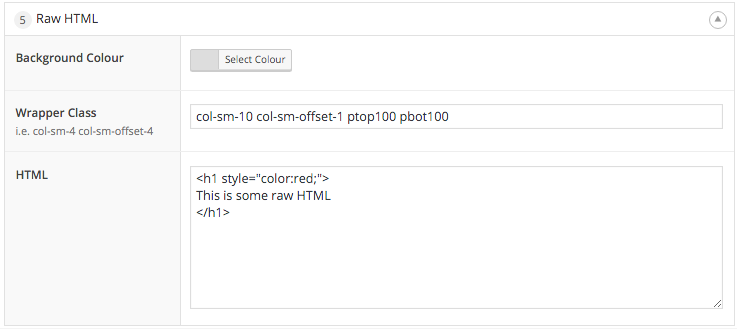 5 Raw HTML
Background Colour
Select Colour
Wrapper Class
i.e. col-sm-4 col-sm-offset-4
col-sm-10 col-sm-offset-1 ptop100 pbot100
HTML
<h1 style="color:red;">
This is some raw HTML
</h1>